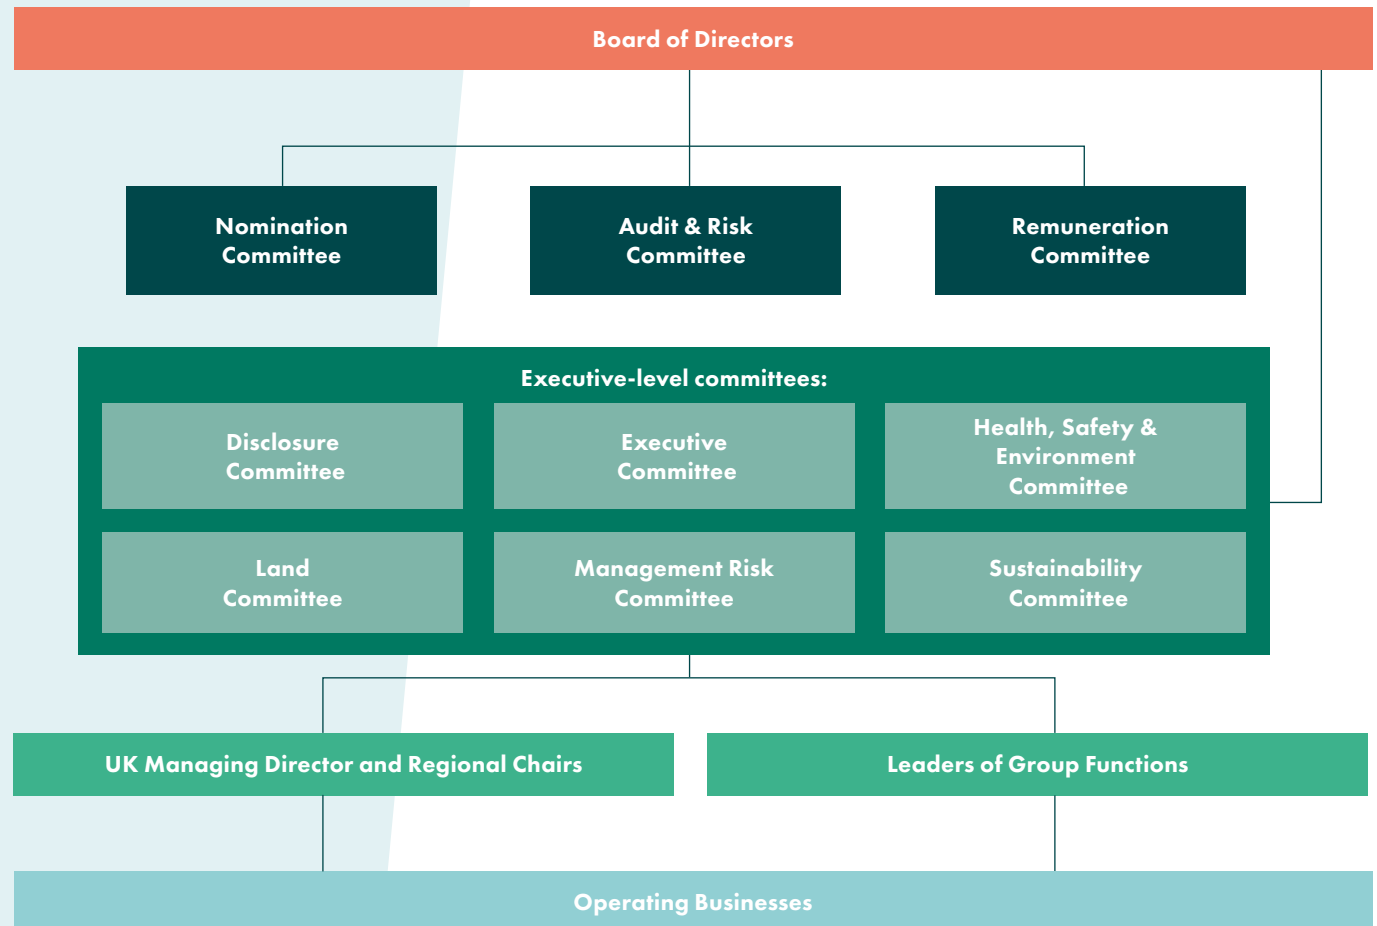 Board of Directors
Nomination
Committee
Audit & Risk
Committee
Remuneration
Committee
Executive-level committees:
Disclosure
Committee
Executive
Committee
Health, Safety &
Environment
Committee
Land
Committee
Management Risk
Committee
Sustainability
Committee
UK Managing Director and Regional Chairs
Leaders of Group Functions
Operating Businesses